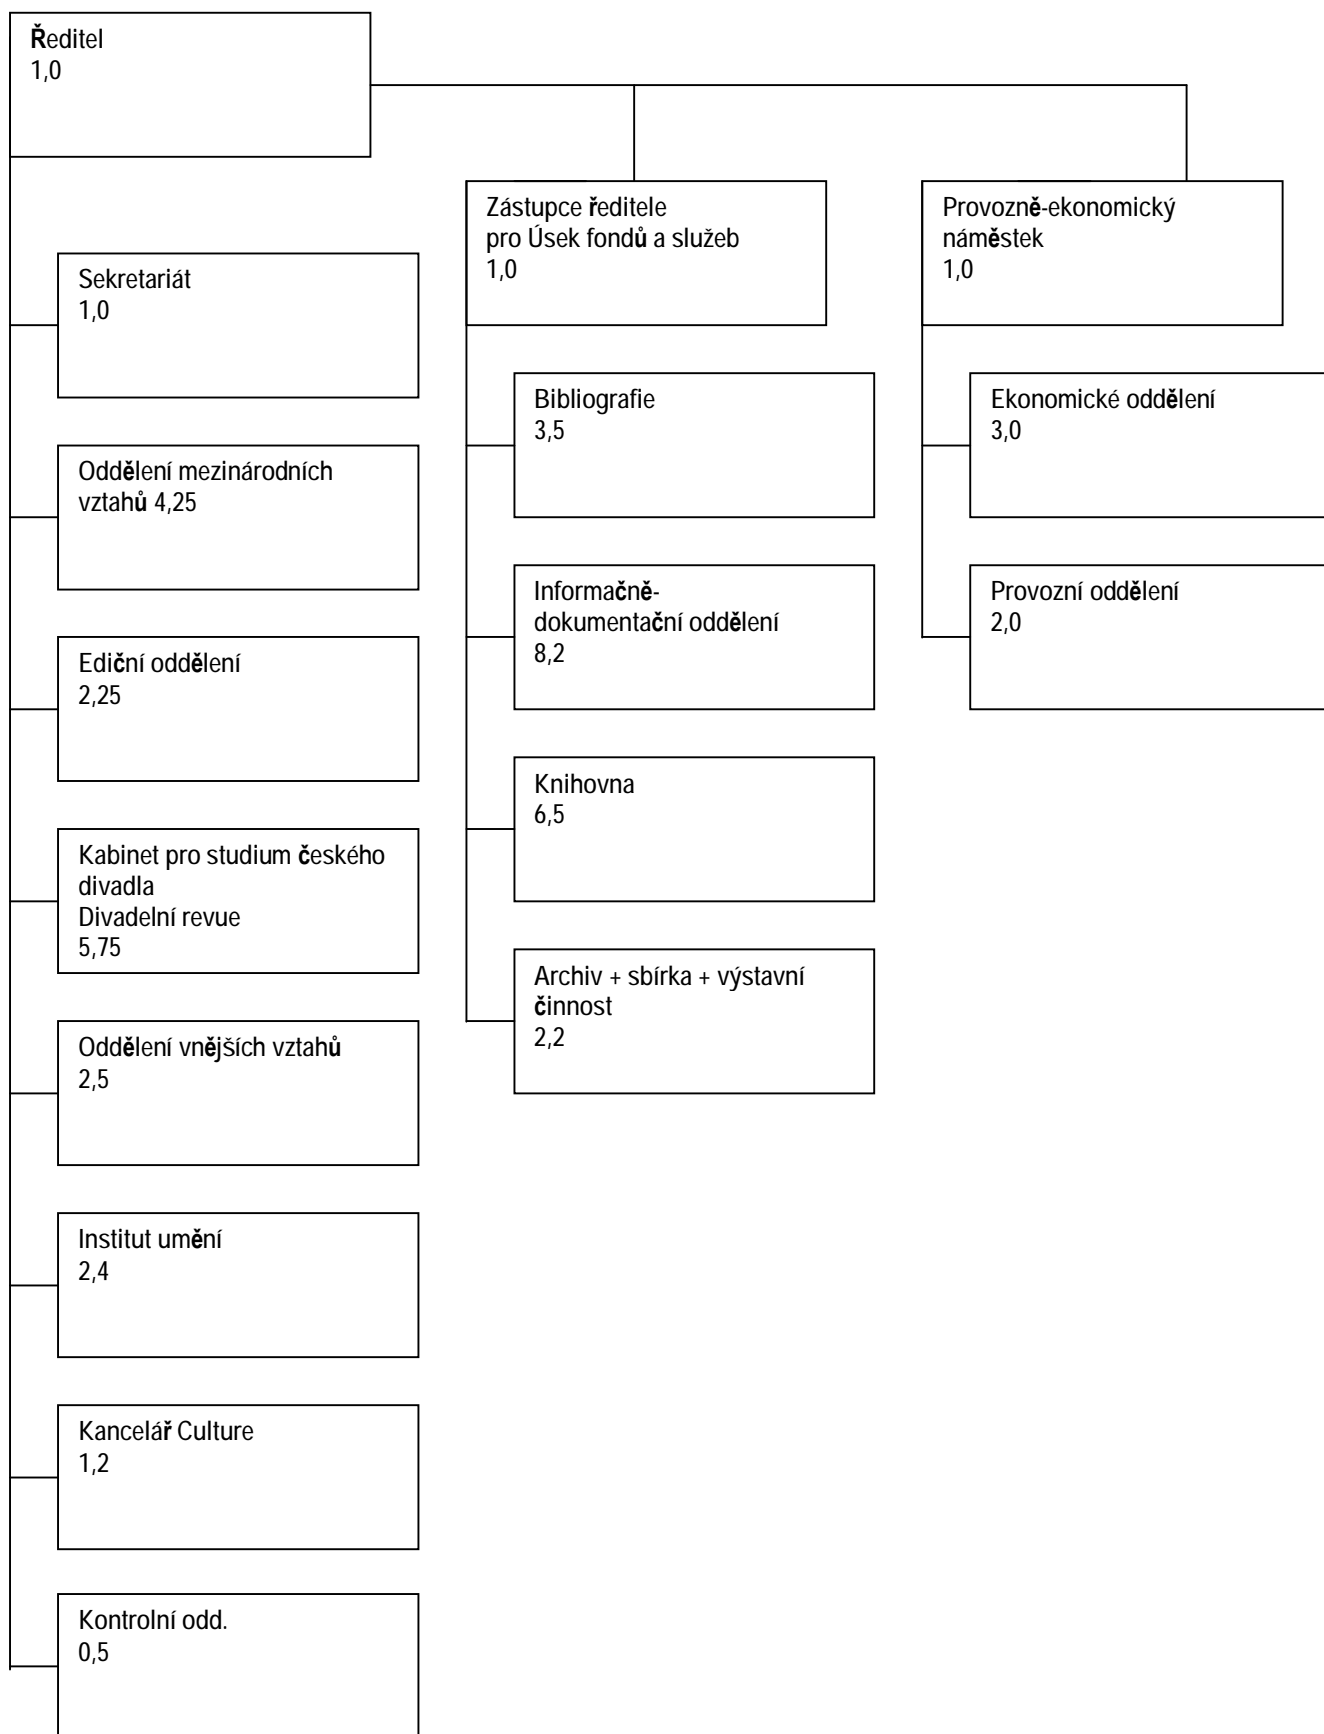 Ředitel
1,0
Sekretariát
1,0
Oddělení mezinárodních
vztahů 4,25
Ediční oddělení
2,25
Kabinet pro studium českého
divadla
Divadelní revue
5,75
Oddělení vnějších vztahů
2,5
Institut umění
2,4
Kancelář Culture
1,2
Kontrolní odd.
0,5
Zástupce ředitele
pro Úsek fondů a služeb
1,0
Bibliografie
3,5
Informačně-
dokumentační oddělení
8,2
Knihovna
6,5
Archiv + sbírka + výstavní
činnost
2,2
Provozně-ekonomický
náměstek
1,0
Ekonomické oddělení
3,0
Provozní oddělení
2,0